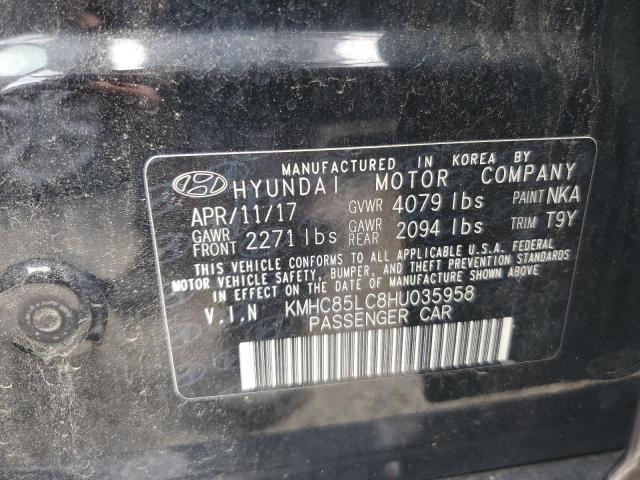 MANUFACTURED IN KOREA BY
HYUNDAI MOTOR COMPANY
APR/11/17 GVWR 4079 lbs PAINT NKA
GAWR FRONT 2271 lbs GAWR REAR 2094 lbs TRIM T9Y
THIS VEHICLE CONFORMS TO ALL APPLICABLE U.S.A. FEDERAL
MOTOR VEHICLE SAFETY, BUMPER, AND THEFT PREVENTION STANDARDS
IN EFFECT ON THE DATE OF MANUFACTURE SHOWN ABOVE.
V.I.N KMHC85LC8HU035958
PASSENGER CAR